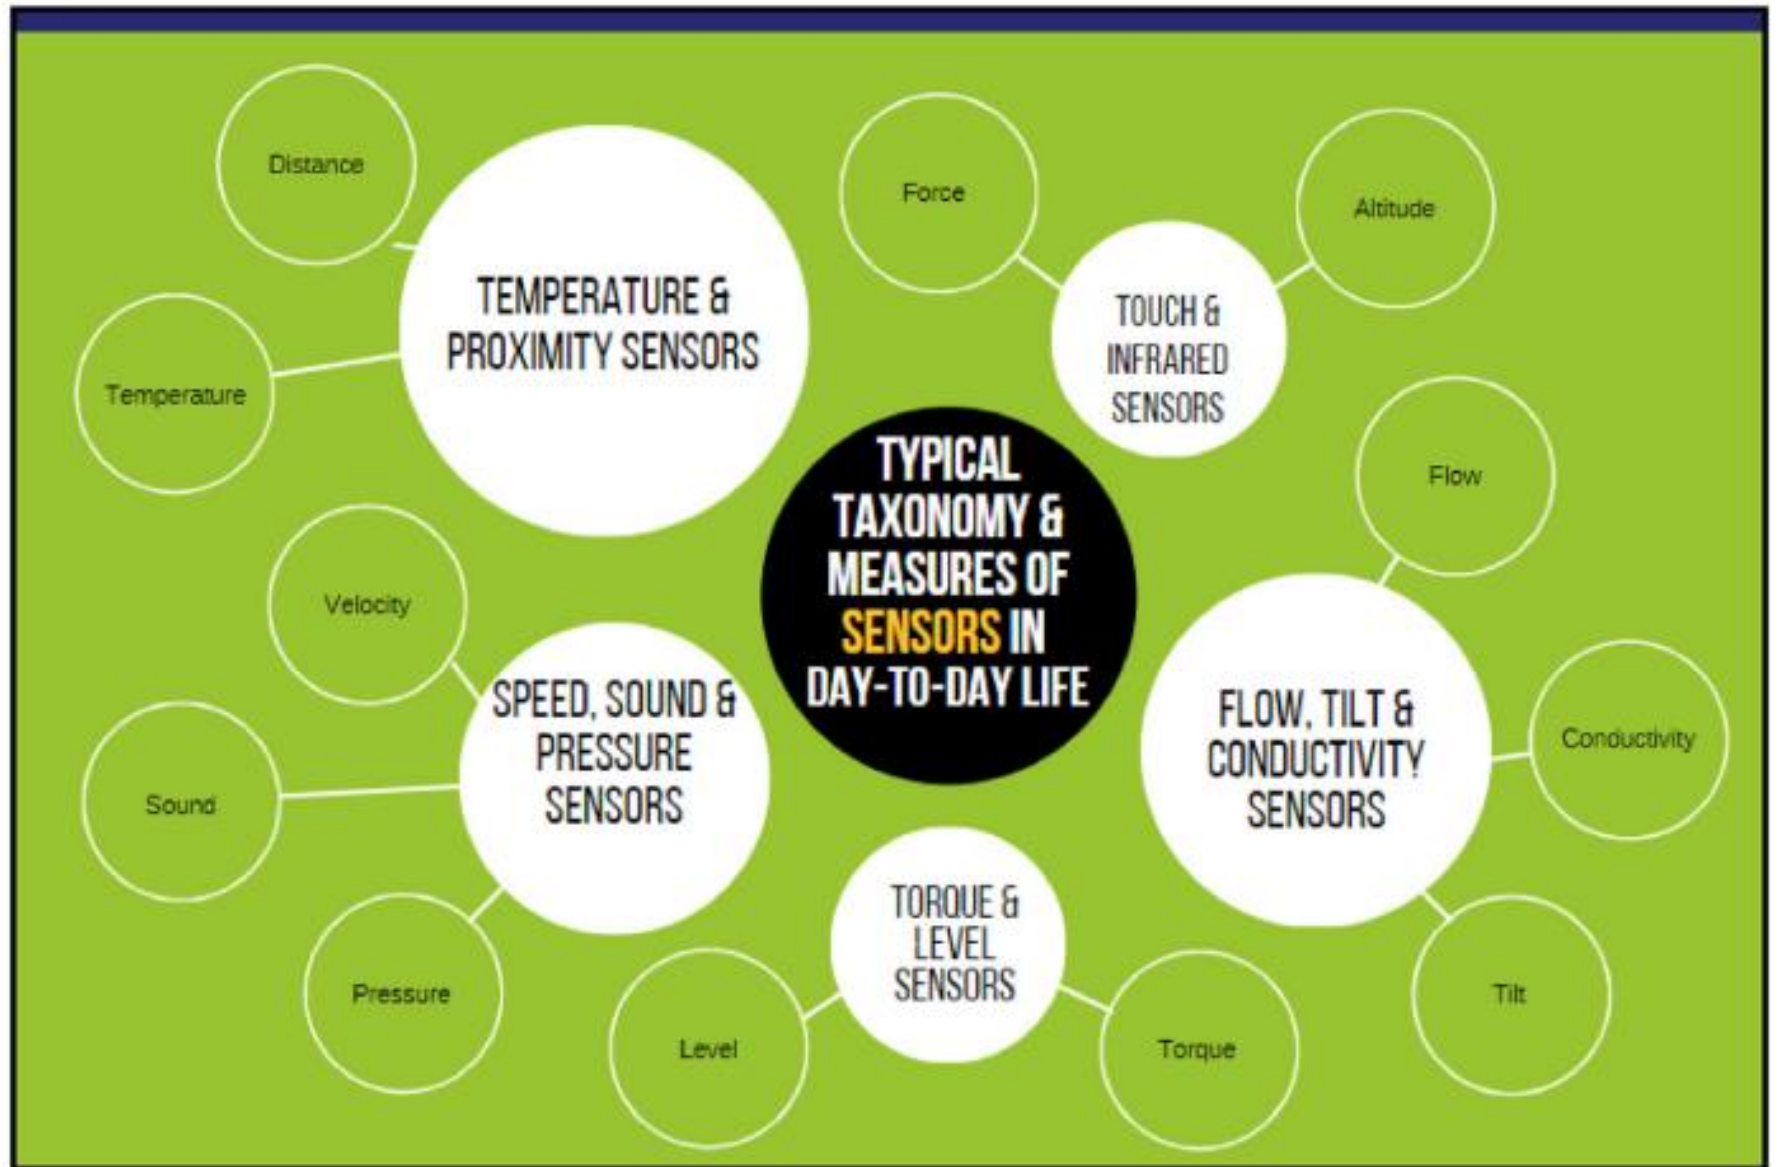 Distance
TEMPERATURE &
PROXIMITY SENSORS
Temperature
Force
Altitude
TOUCH &
INFRARED
SENSORS
TYPICAL
TAXONOMY &
MEASURES OF
SENSORS IN
DAY-TO-DAY LIFE
Flow
Velocity
SPEED, SOUND &
PRESSURE
SENSORS
Sound
Pressure
FLOW, TILT &
CONDUCTIVITY
SENSORS
Conductivity
Tilt
TORQUE &
LEVEL
SENSORS
Level
Torque